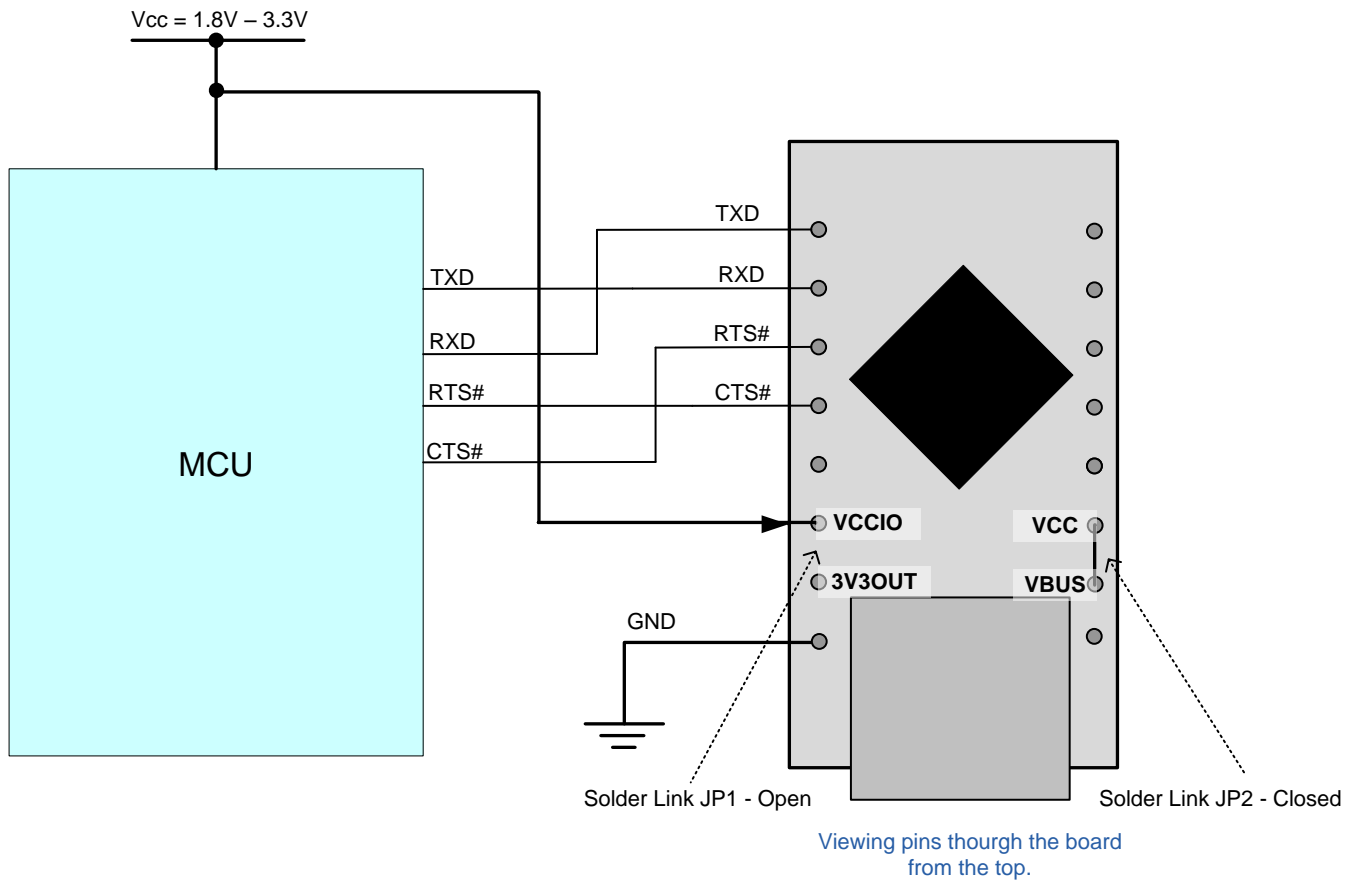 Vcc = 1.8V – 3.3V
TXD
RXD
RTS#
CTS#
MCU
TXD
RXD
RTS#
CTS#
VCCIO
VCC
3V3OUT
VBUS
GND
Solder Link JP1 - Open
Solder Link JP2 - Closed
Viewing pins thourgh the board
from the top.